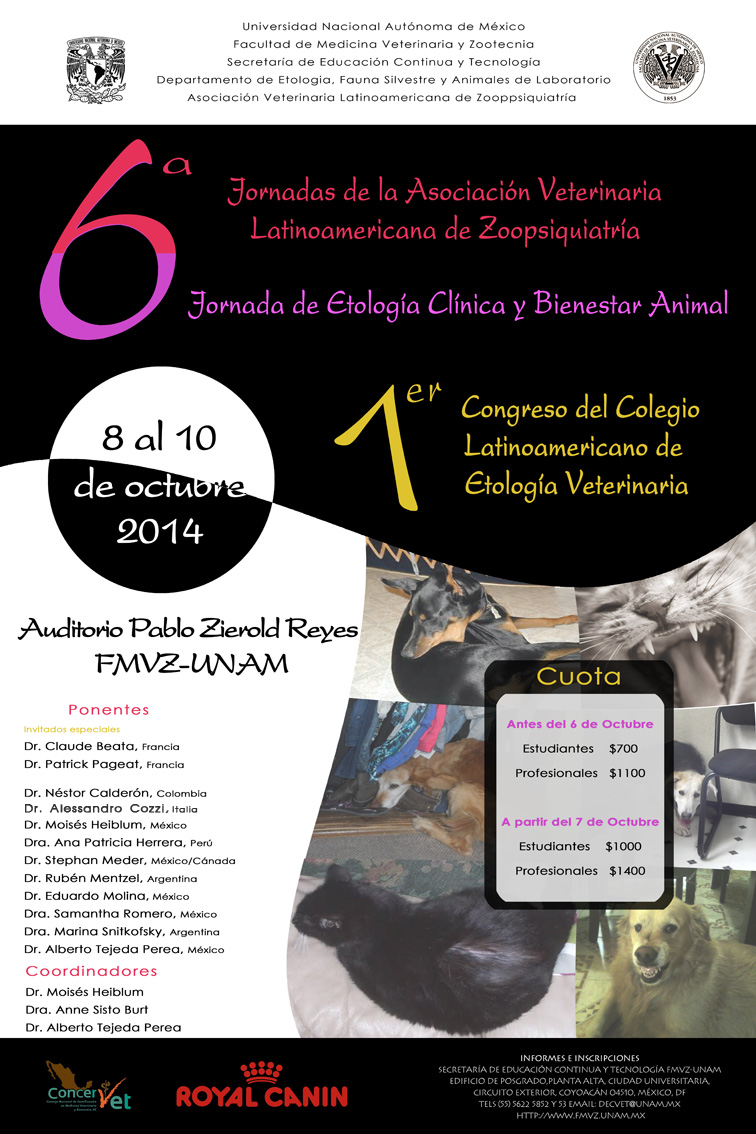 Universidad Nacional Autónoma de México
Facultad de Medicina Veterinaria y Zootecnia
Secretaría de Educación Continua y Tecnología
Departamento de Etologia, Fauna Silvestre y Animales de Laboratorio
Asociación Veterinaria Latinoamericana de Zooppsiquiatría
1853
6a
Jornadas de la Asociación Veterinaria
Latinoamericana de Zoopsiquiatría
Jornada de Etología Clínica y Bienestar Animal
1er
Congreso del Colegio
Latinoamericano de
Etología Veterinaria
8 al 10
de octubre
2014
Auditorio Pablo Zierold Reyes
FMVZ-UNAM
Ponentes
Invitados especiales
Dr. Claude Beata, Francia
Dr. Patrick Pageat, Francia
Dr. Néstor Calderón, Colombia
Dr. Alessandro Cozzi, Italia
Dr. Moisés Heiblum, México
Dra. Ana Patricia Herrera, Perú
Dr. Stephan Meder, México/Cánada
Dr. Rubén Mentzel, Argentina
Dr. Eduardo Molina, México
Dra. Samantha Romero, México
Dra. Marina Snitkofsky, Argentina
Dr. Alberto Tejeda Perea, México
Coordinadores
Dr. Moisés Heiblum
Dra. Anne Sisto Burt
Dr. Alberto Tejeda Perea
Cuota
Antes del 6 de Octubre
Estudiantes $700
Profesionales $1100
A partir del 7 de Octubre
Estudiantes $1000
Profesionales $1400
ConcerVet
ROYAL CANIN
INFORMES E INSCRIPCIONES
SECRETARÍA DE EDUCACIÓN CONTINUA Y TECNOLOGÍA FMVZ-UNAM
EDIFICIO DE POSGRADO,PLANTA ALTA, CIUDAD UNIVERSITARIA,
CIRCUITO EXTERIOR, COYOACÁN 04510, MÉXICO, DF
TELS (55) 5622 5852 Y 53 EMAIL: DECVET@UNAM.MX
HTTP://WWW.FMVZ.UNAM.MX